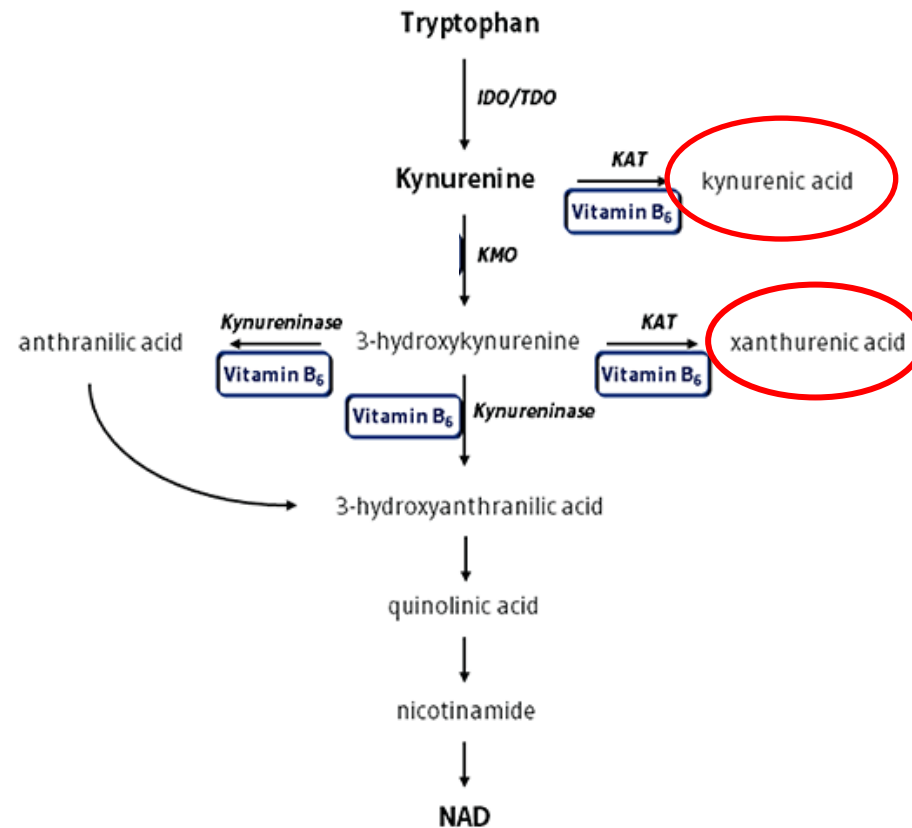 Tryptophan
IDO/TDO
Kynurenine
KAT
kynurenic acid
Vitamin B₆
KMO
anthranilic acid
Kynureninase
3-hydroxykynurenine
KAT
xanthurenic acid
Vitamin B₆
Vitamin B₆
Vitamin B₆
Kynureninase
3-hydroxyanthranilic acid
quinolinic acid
nicotinamide
NAD